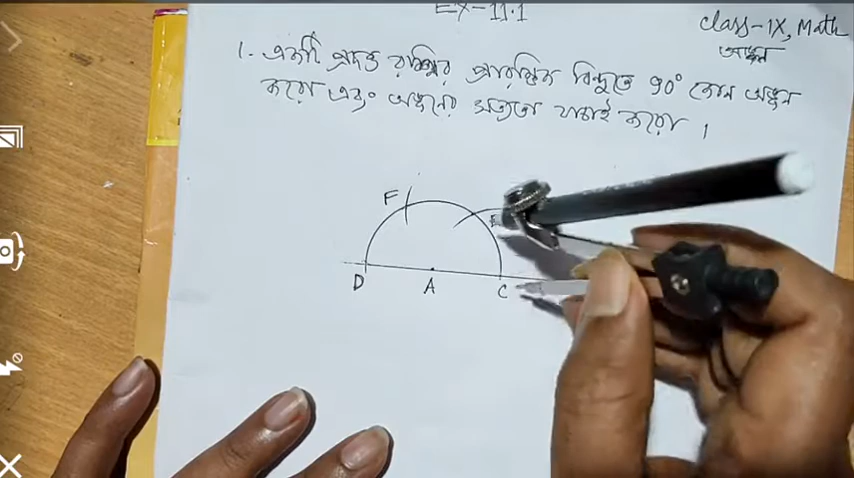 Ex-11.1
Class-IX, Math
অঙ্কন
1. একটি প্রদত্ত রশ্মির প্রারম্ভিক বিন্দুতে 90° কোন অঙ্কন
করো এবং অঙ্কনের সত্যতা যাচাই করো।
F
E
D A C